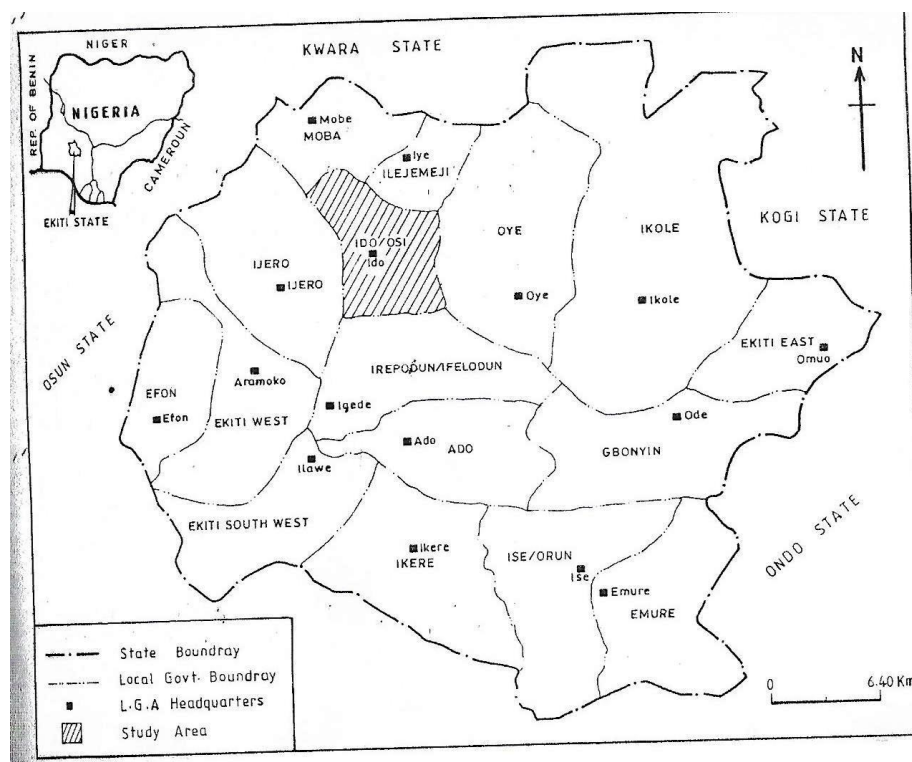 NIGER
KWARA STATE
N
REP. OF BENIN
NIGERIA
CAMEROUN
EKITI STATE
Mobe
MOBA
Iye
ILEJEMEJI
IDO/OSI
Ido
OYE
Oye
IKOLE
Ikole
KOGI STATE
IJERO
IJERO
OSUN STATE
EKITI EAST
Omuo
IREPODUN/IFELODUN
Aramoko
EFON
Efon
EKITI WEST
Igede
Ode
GBONYIN
Ado
ADO
Ilawe
EKITI SOUTH WEST
Ikere
IKERE
ISE/ORUN
Ise
Emure
EMURE
ONDO STATE
State Boundray
Local Govt. Boundray
L.G.A Headquarters
Study Area
0 6.40 Km